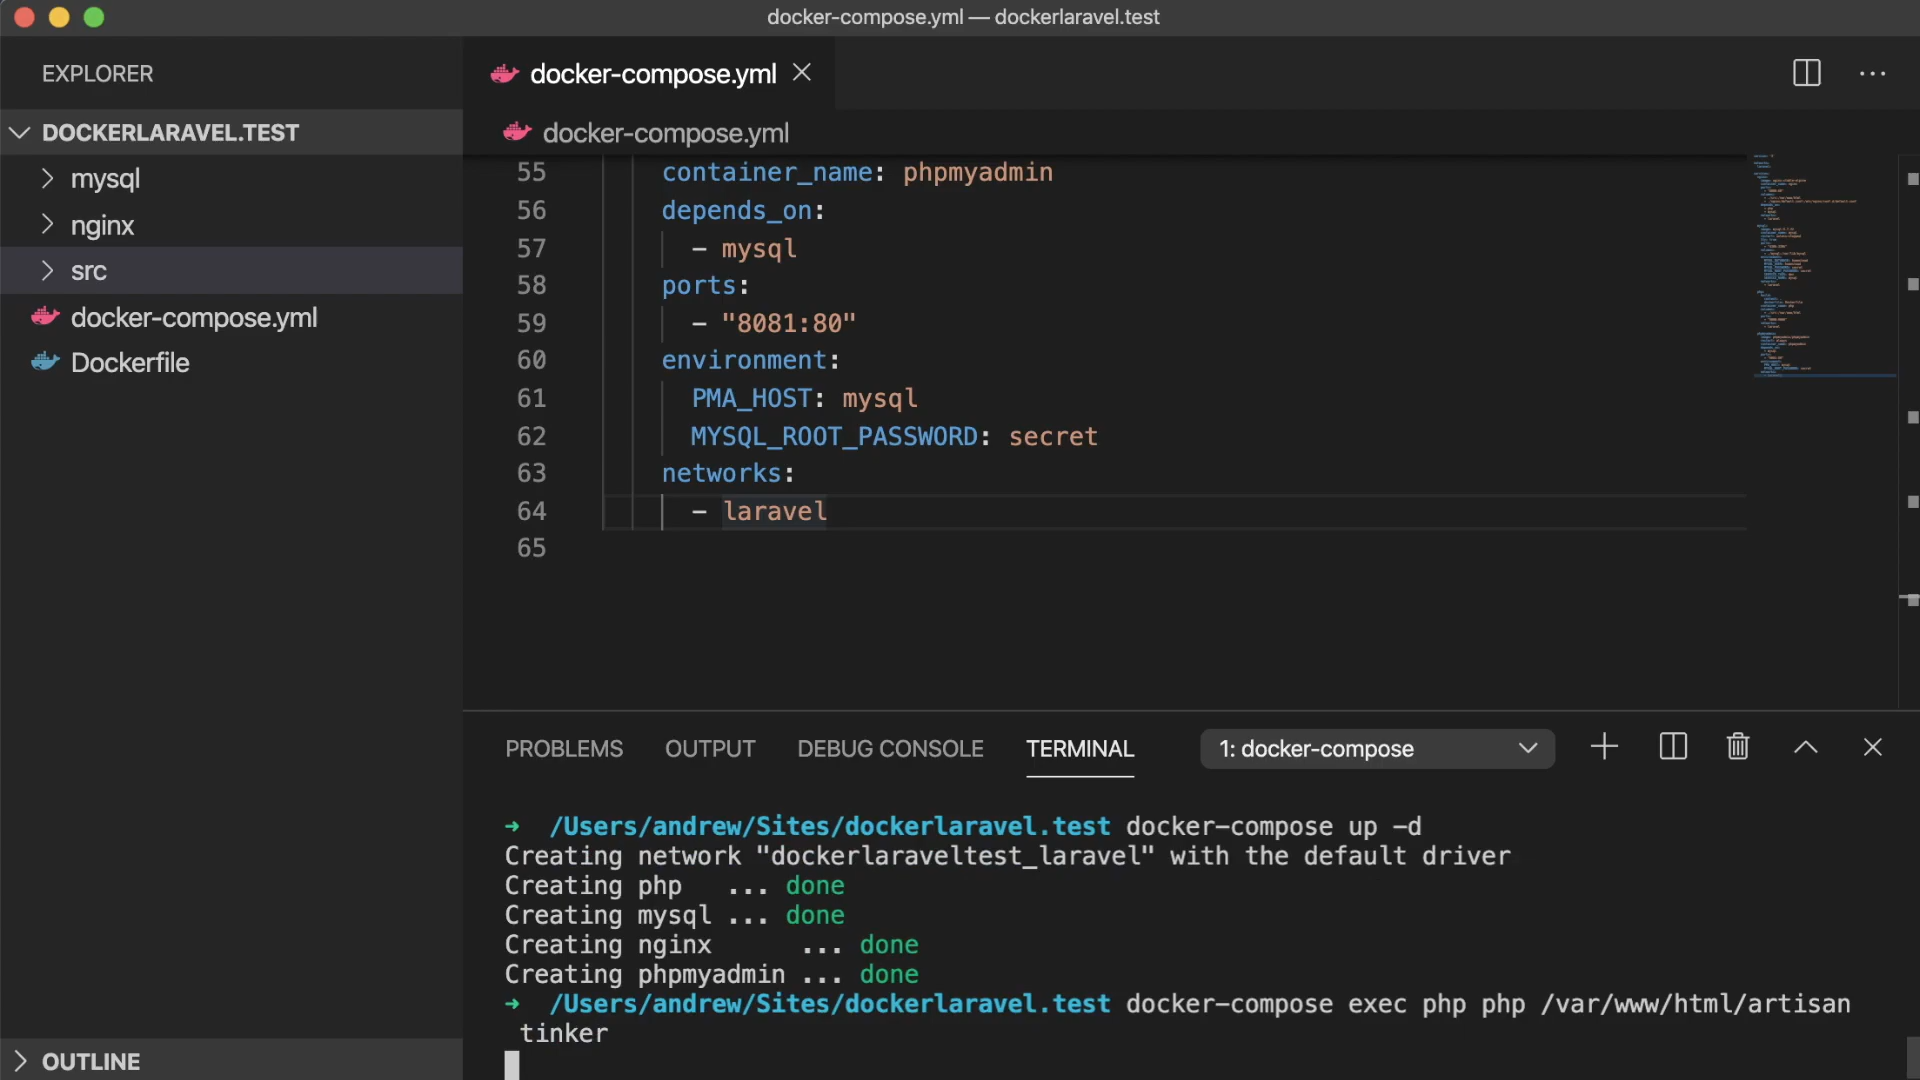 docker-compose.yml — dockerlaravel.test
EXPLORER
DOCKERLARAVEL.TEST
mysql
nginx
src
docker-compose.yml
Dockerfile
OUTLINE
docker-compose.yml
docker-compose.yml
55 container_name: phpmyadmin
56 depends_on:
57 - mysql
58 ports:
59 - "8081:80"
60 environment:
61 PMA_HOST: mysql
62 MYSQL_ROOT_PASSWORD: secret
63 networks:
64 - laravel
65
PROBLEMS OUTPUT DEBUG CONSOLE TERMINAL 1: docker-compose
➜ /Users/andrew/Sites/dockerlaravel.test docker-compose up -d
Creating network "dockerlaraveltest_laravel" with the default driver
Creating php ... done
Creating mysql ... done
Creating nginx ... done
Creating phpmyadmin ... done
➜ /Users/andrew/Sites/dockerlaravel.test docker-compose exec php php /var/www/html/artisan
tinker